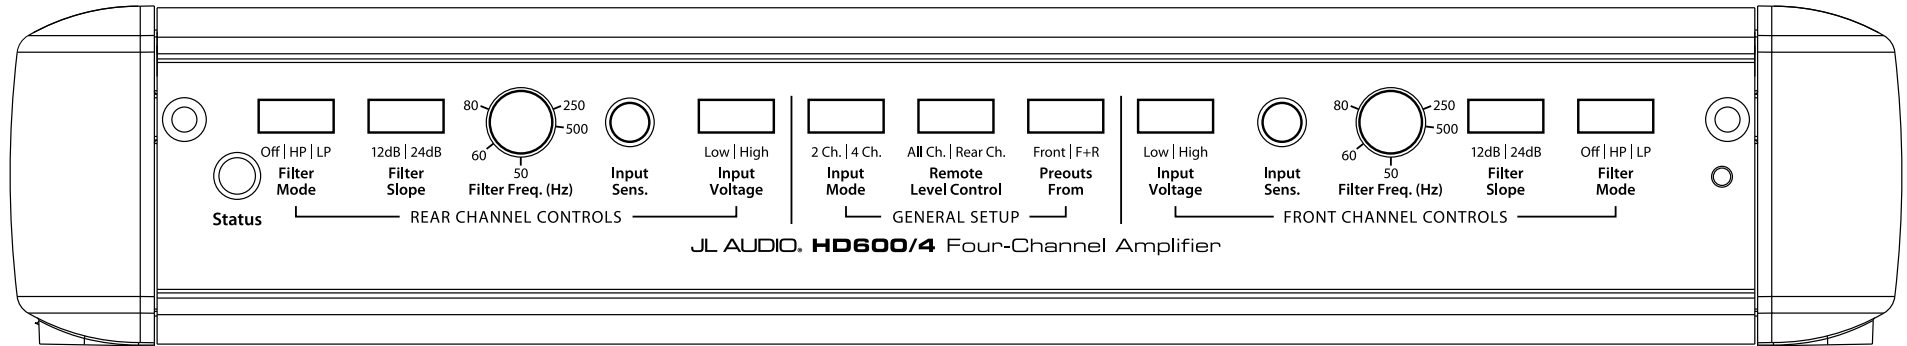 80 250 500 60 50
Off | HP | LP
Filter
Mode
12dB | 24dB
Filter
Slope
Filter Freq. (Hz)
Input
Sens.
Low | High
Input
Voltage
2 Ch. | 4 Ch.
Input
Mode
All Ch. | Rear Ch.
Remote
Level Control
Front | F+R
Preouts
From
Low | High
Input
Voltage
Input
Sens.
80 250 500 60 50
Filter Freq. (Hz)
12dB | 24dB
Filter
Slope
Off | HP | LP
Filter
Mode
Status
REAR CHANNEL CONTROLS
GENERAL SETUP
FRONT CHANNEL CONTROLS
JL AUDIO® HD600/4 Four-Channel Amplifier